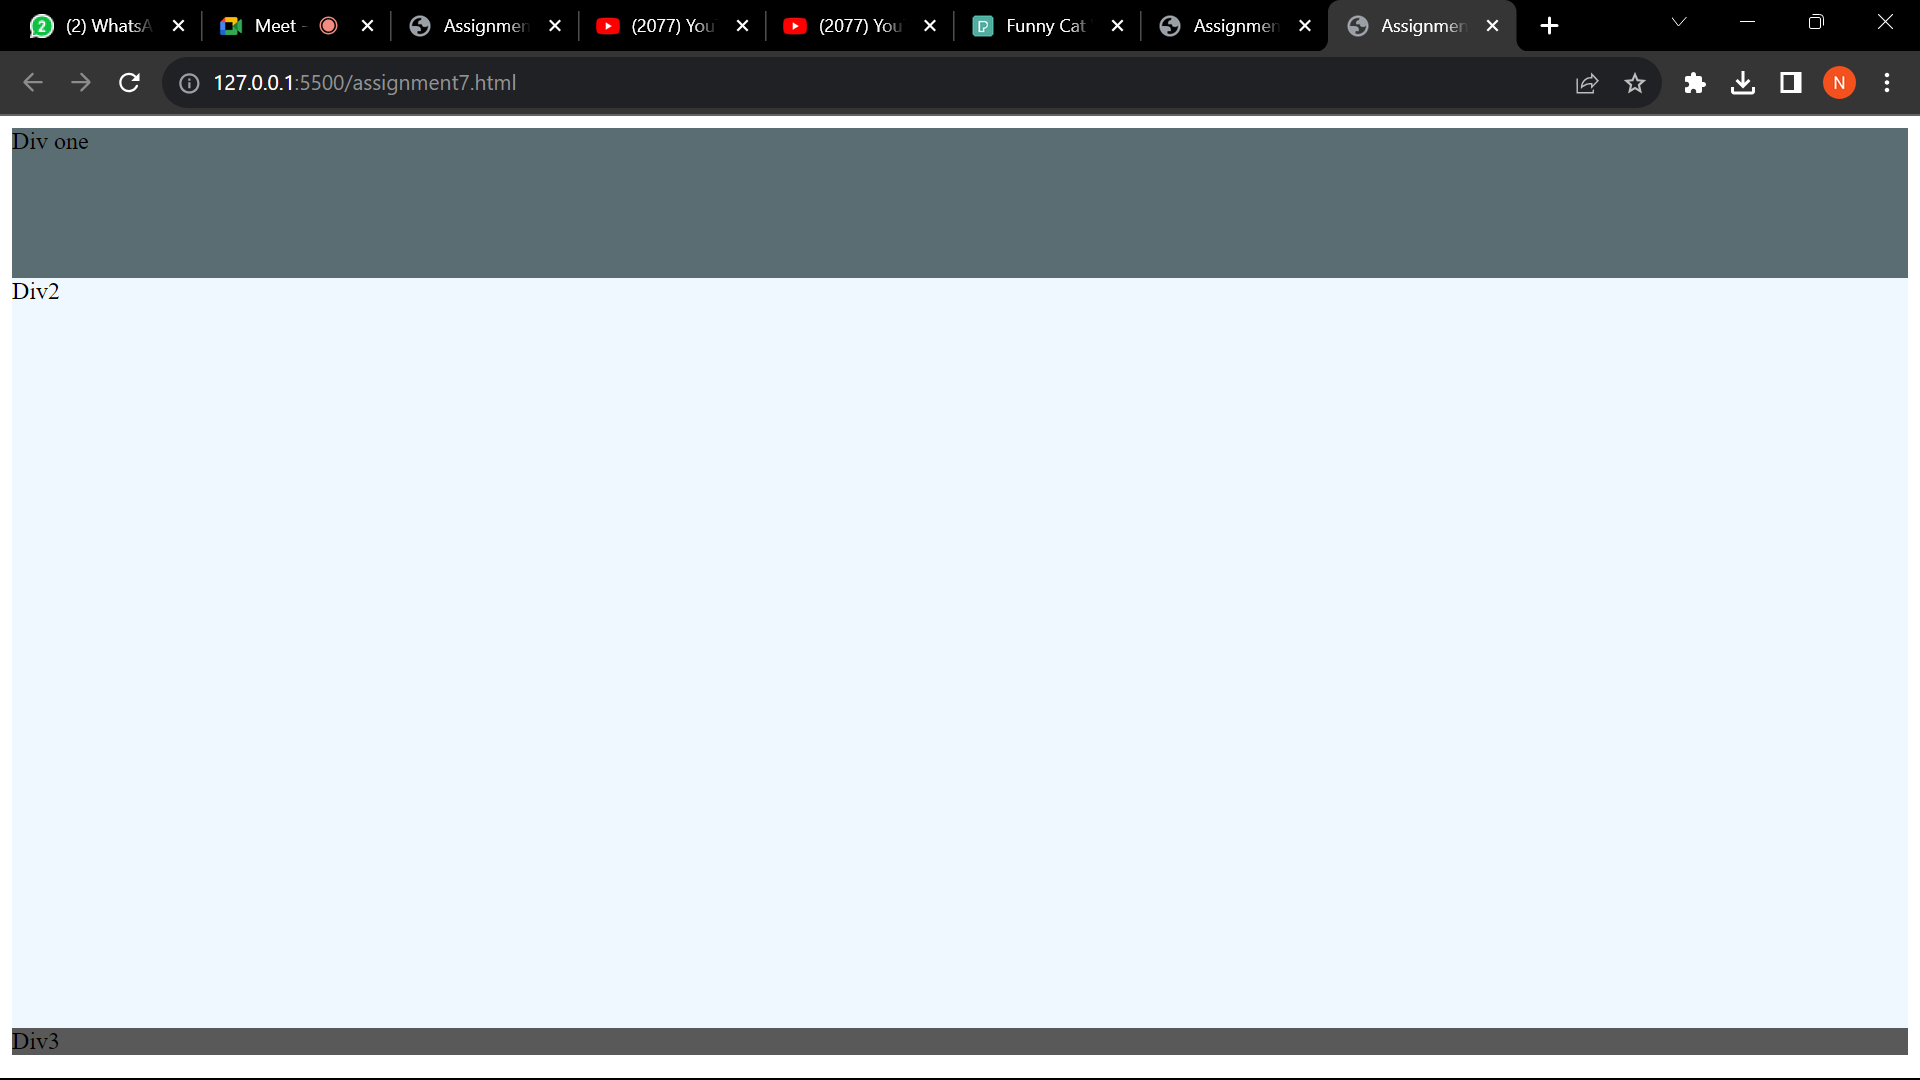 2 (2) WhatsA Meet - Assignmen (2077) You (2077) You Funny Cat Assignmen Assignmen
127.0.0.1:5500/assignment7.html N
Div one
Div2
Div3